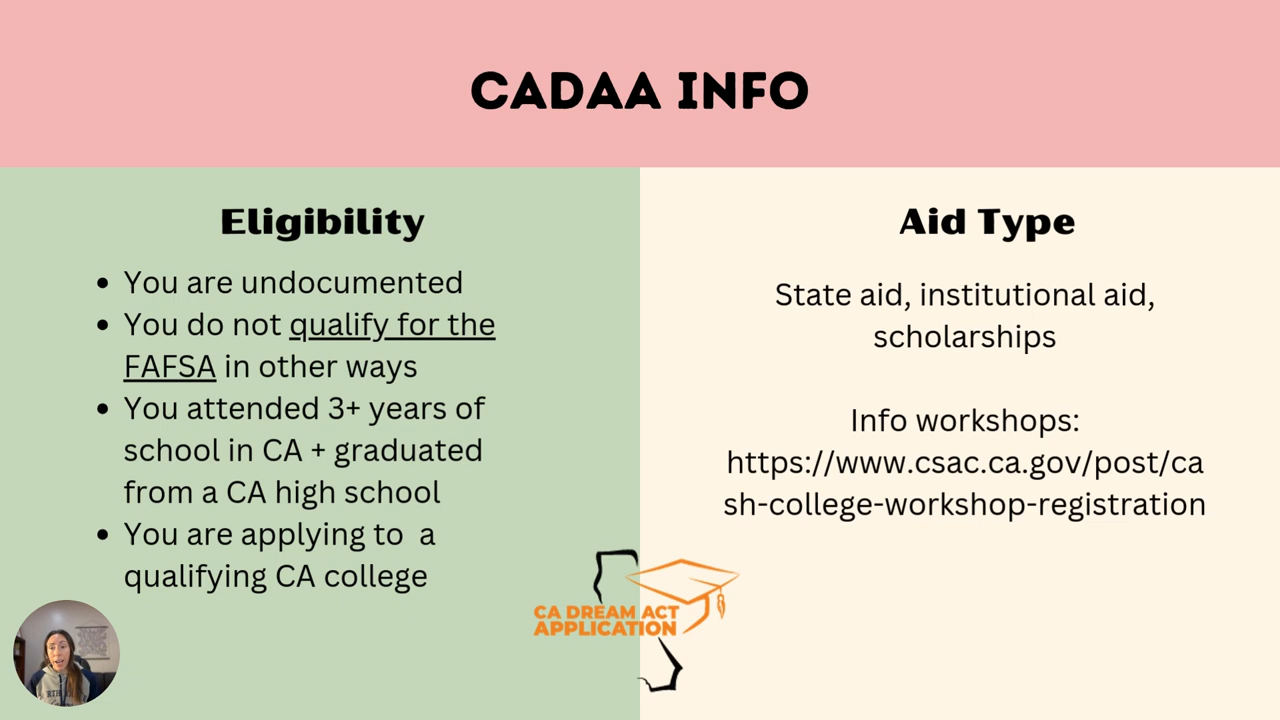 CADAA INFO
Eligibility
• You are undocumented
• You do not qualify for the
FAFSA in other ways
• You attended 3+ years of
school in CA + graduated
from a CA high school
• You are applying to  a
qualifying CA college
Aid Type
State aid, institutional aid,
scholarships
Info workshops:
https://www.csac.ca.gov/post/ca
sh-college-workshop-registration
CA DREAM ACT
APPLICATION